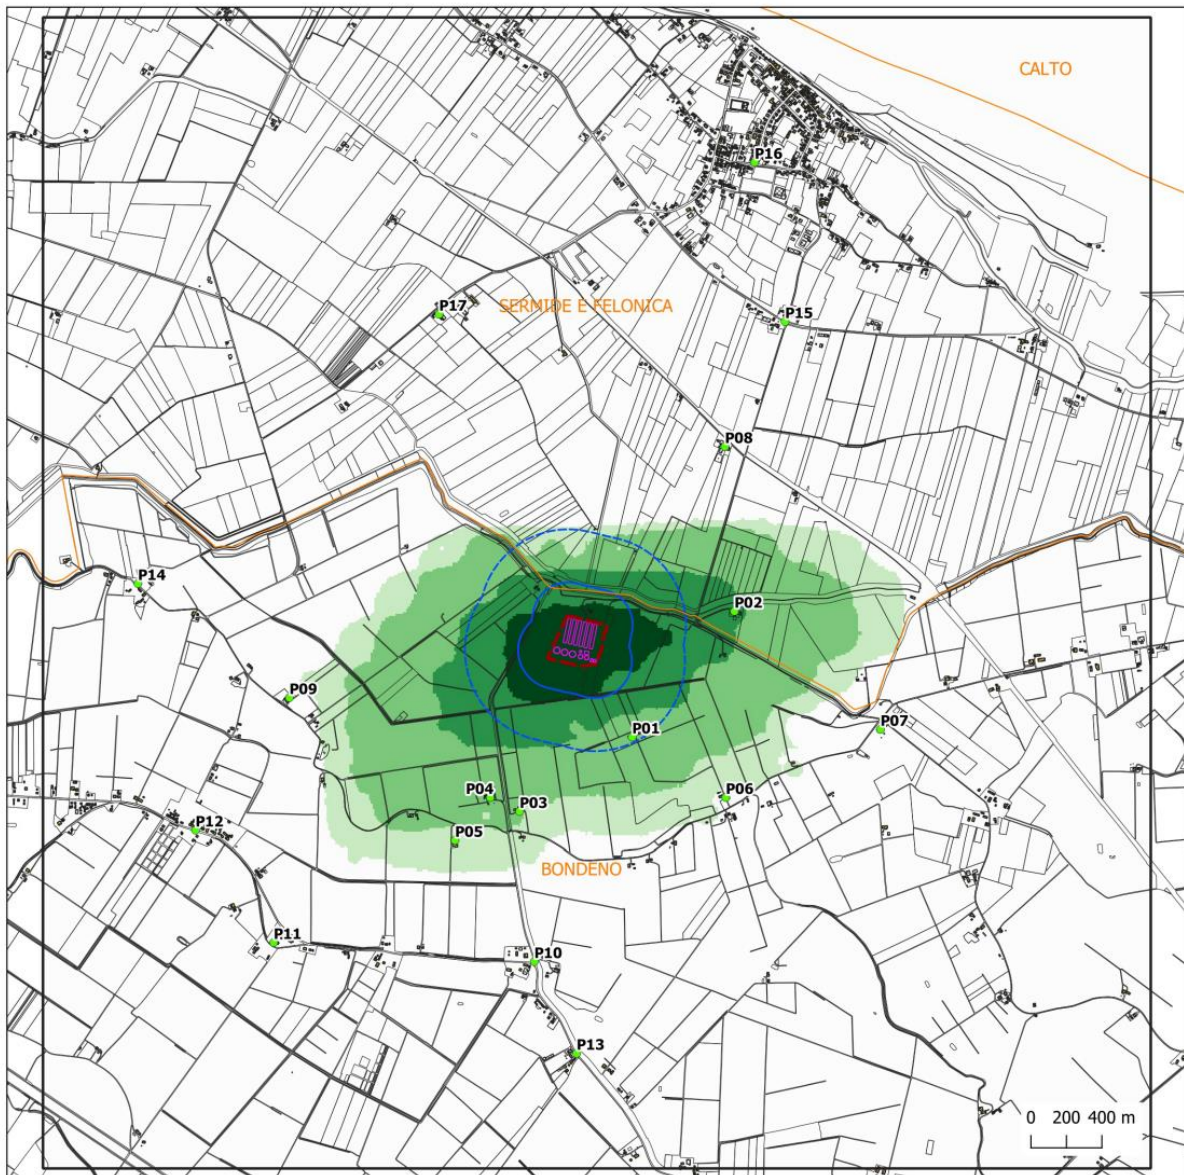 CALTO
P16
P17
SERMIDE E FELONICA
P15
P08
P14
P02
P09
P01
P07
P04
P03
P06
P12
P05
BONDENO
P11
P10
P13
0 200 400 m